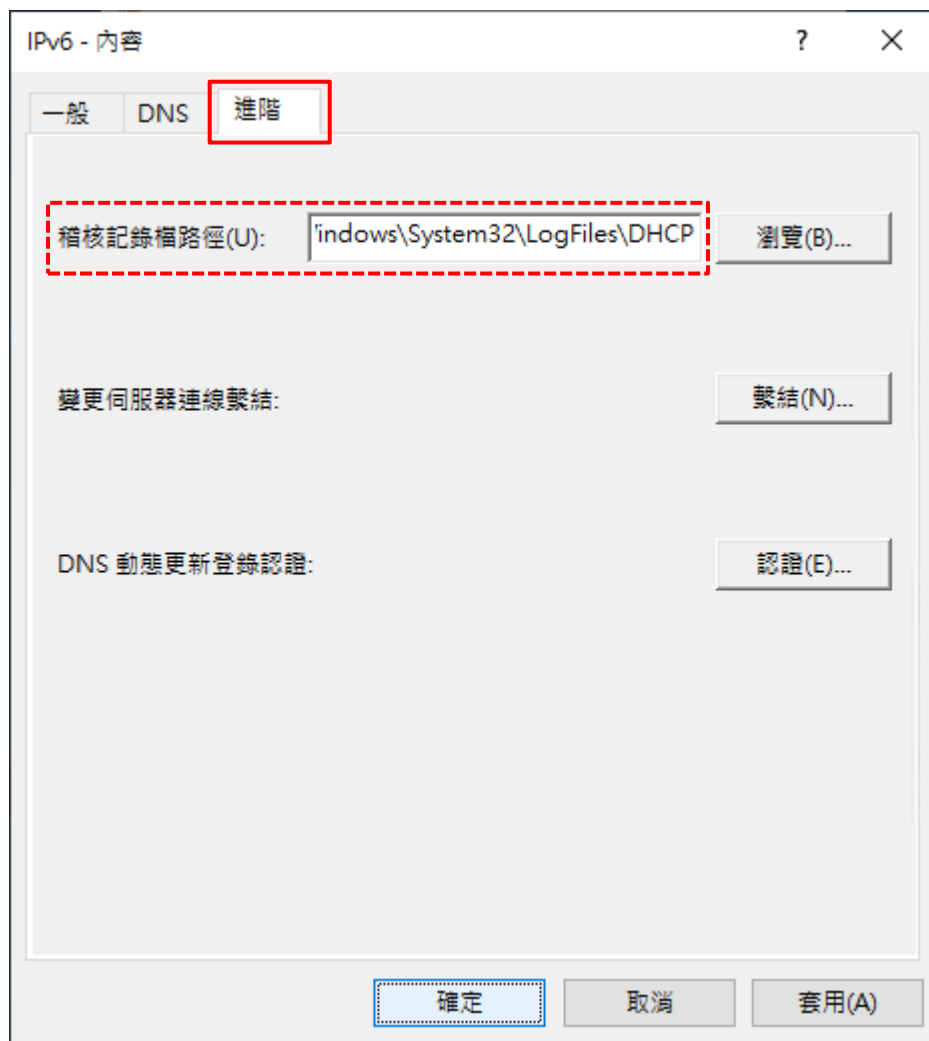 IPv6 - 內容 ?
一般 DNS 進階
稽核記錄檔路徑(U): indows\System32\LogFiles\DHCP 瀏覽(B)...
變更伺服器連線繫結: 繫結(N)...
DNS 動態更新登錄認證: 認證(E)...
確定 取消 套用(A)